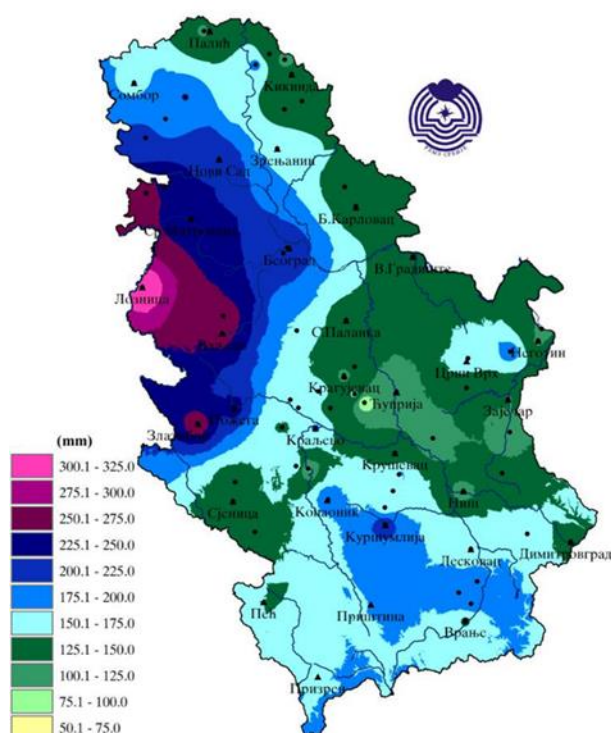 Палић
Кикинда
Сомбор
Зрењанин
Нови Сад
Б.Карловац
Београд
В.Градиште
Лозница
С.Паланка
Неготин
Црни Врх
Крагујевац
Ћуприја
Зајечар
Краљево
Крушевац
(mm)
300.1 - 325.0
275.1 - 300.0
250.1 - 275.0
225.1 - 250.0
200.1 - 225.0
175.1 - 200.0
150.1 - 175.0
125.1 - 150.0
100.1 - 125.0
75.1 - 100.0
50.1 - 75.0
Сјеница
Копаоник
Ниш
Куршумлија
Лесковац
Димитровград
Пећ
Приштина
Врање
Призрен